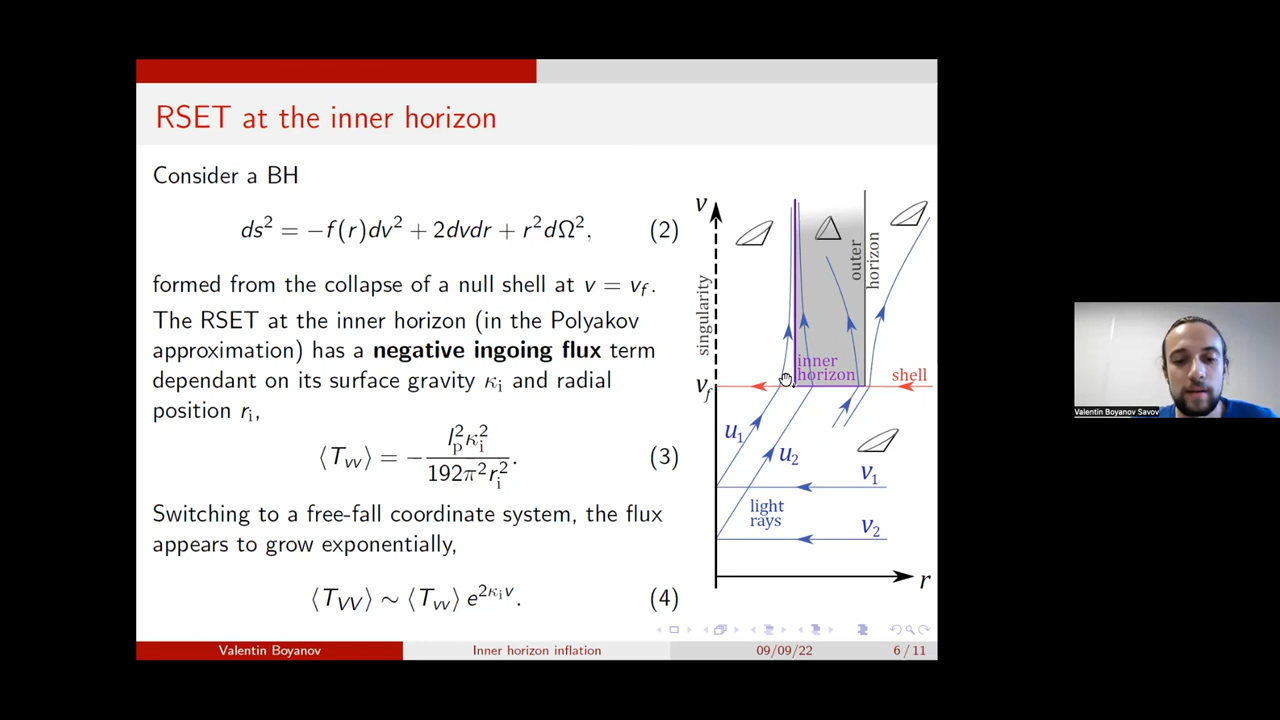 RSET at the inner horizon
Consider a BH
ds² = −f(r)dv² + 2dvdr + r²dΩ², (2)
formed from the collapse of a null shell at v = v_f.
The RSET at the inner horizon (in the Polyakov
approximation) has a negative ingoing flux term
dependant on its surface gravity κ_i and radial
position r_i,
⟨T_vv⟩ = − l_p²κ_i² / 192π²r_i². (3)
Switching to a free-fall coordinate system, the flux
appears to grow exponentially,
⟨T_VV⟩ ∼ ⟨T_vv⟩ e^{2κ_i v}. (4)
v
singularity
outer
horizon
inner
horizon
v_f
shell
u₁
u₂
v₁
light
rays
v₂
r
Valentin Boyanov
Inner horizon inflation
09/09/22
6 / 11
Valentin Boyanov Savov